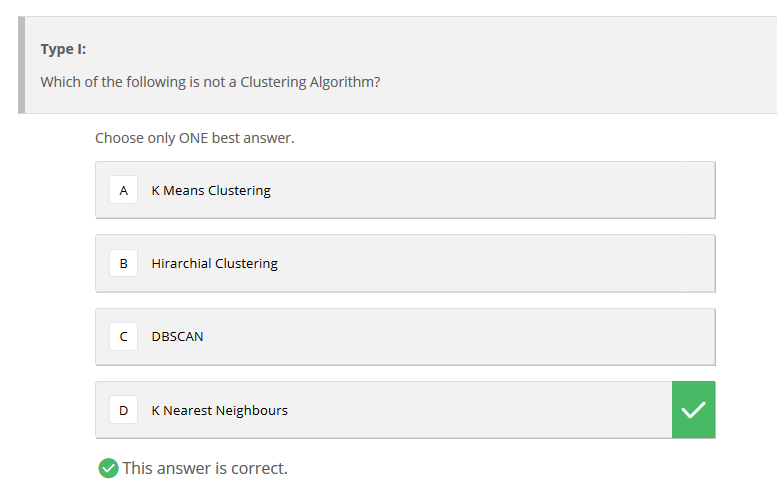 Type I:
Which of the following is not a Clustering Algorithm?
Choose only ONE best answer.
A K Means Clustering
B Hirarchial Clustering
C DBSCAN
D K Nearest Neighbours
This answer is correct.